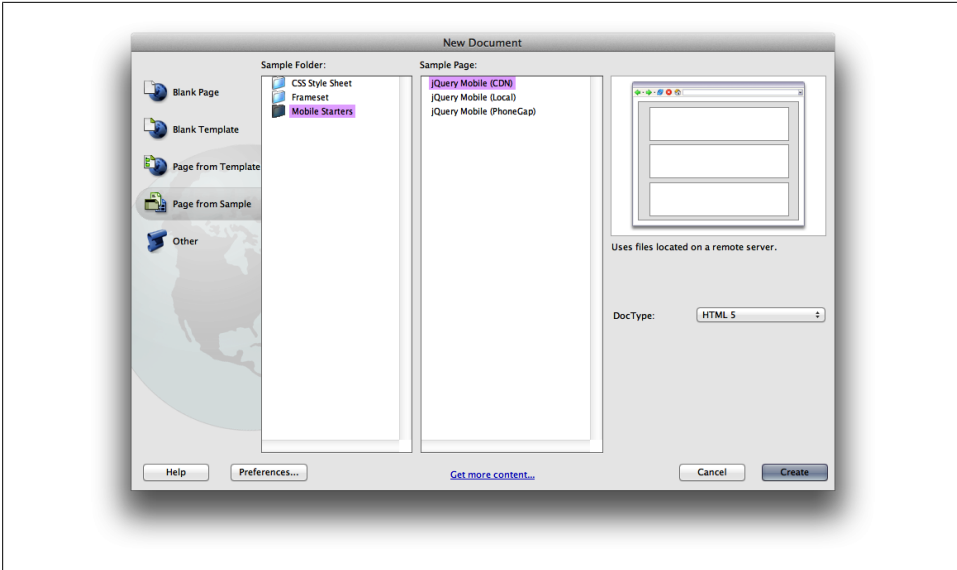 New Document
Sample Folder:
Sample Page:
Blank Page
Blank Template
Page from Template
Page from Sample
Other
CSS Style Sheet
Frameset
Mobile Starters
jQuery Mobile (CDN)
jQuery Mobile (Local)
jQuery Mobile (PhoneGap)
Uses files located on a remote server.
DocType:
HTML 5
Help
Preferences...
Get more content...
Cancel
Create